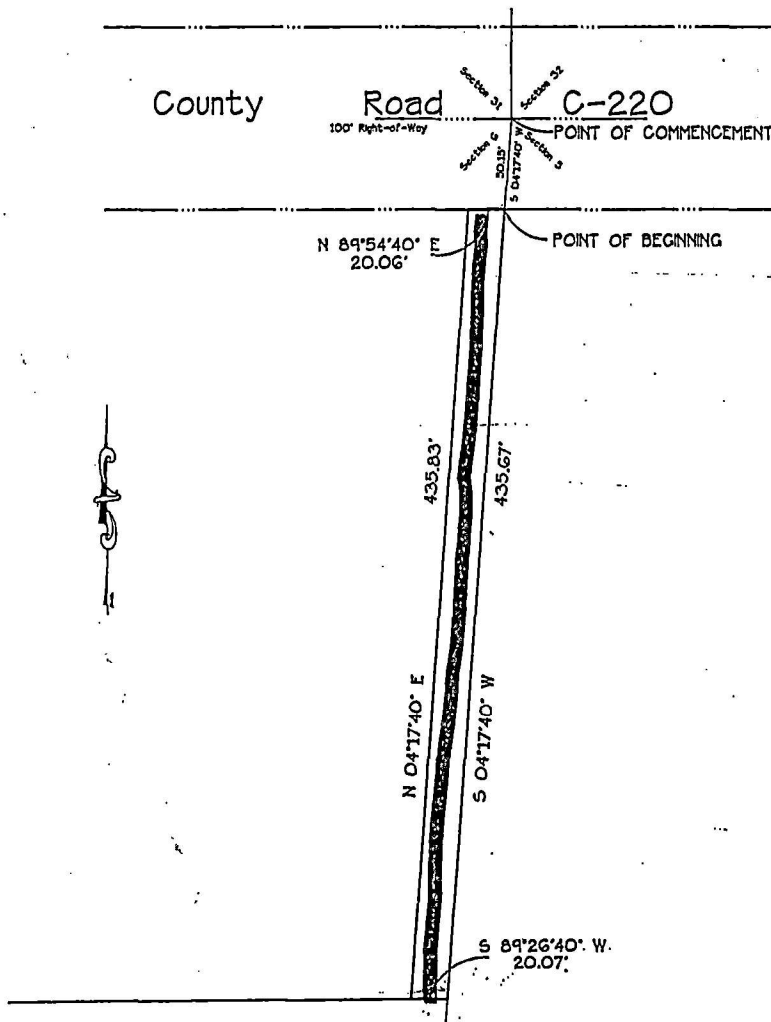 Section 31
Section 32
County Road C-220
100' Right-of-Way
POINT OF COMMENCEMENT
Section 6
50.15'
S 04°17'40" W
Section 5
N 89°54'40" E
20.06'
POINT OF BEGINNING
435.83'
435.67'
N 04°17'40" E
S 04°17'40" W
S 89°26'40" W
20.07'